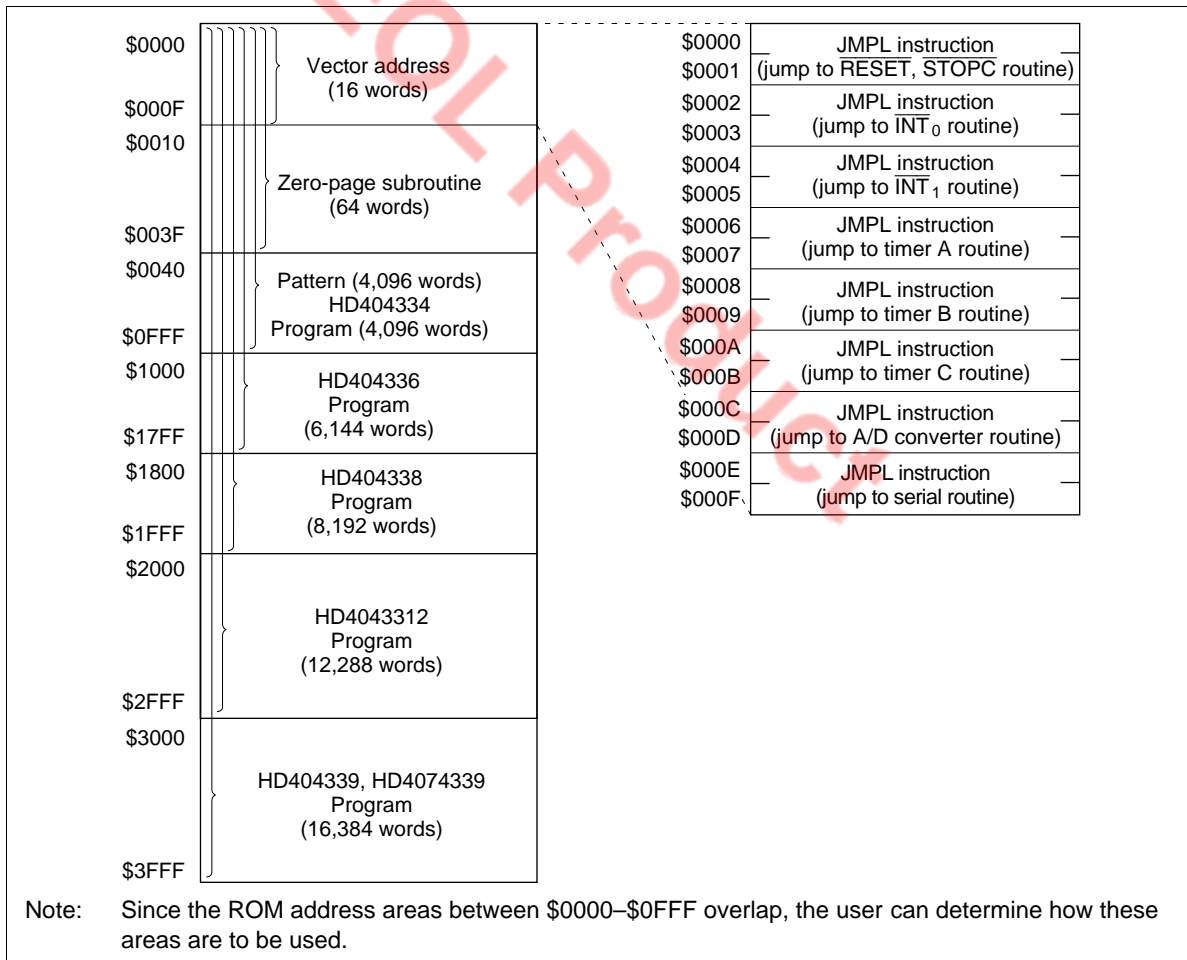 $0000
Vector address
(16 words)
$000F
$0010
Zero-page subroutine
(64 words)
$003F
$0040
Pattern (4,096 words)
HD404334
Program (4,096 words)
$0FFF
$1000
HD404336
Program
(6,144 words)
$17FF
$1800
HD404338
Program
(8,192 words)
$1FFF
$2000
HD4043312
Program
(12,288 words)
$2FFF
$3000
HD404339, HD4074339
Program
(16,384 words)
$3FFF
$0000
JMPL instruction
$0001
(jump to RESET, STOPC routine)
$0002
JMPL instruction
$0003
(jump to INT0 routine)
$0004
JMPL instruction
$0005
(jump to INT1 routine)
$0006
JMPL instruction
$0007
(jump to timer A routine)
$0008
JMPL instruction
$0009
(jump to timer B routine)
$000A
JMPL instruction
$000B
(jump to timer C routine)
$000C
JMPL instruction
$000D
(jump to A/D converter routine)
$000E
JMPL instruction
$000F
(jump to serial routine)
Note: Since the ROM address areas between $0000–$0FFF overlap, the user can determine how these
areas are to be used.
EOL Product